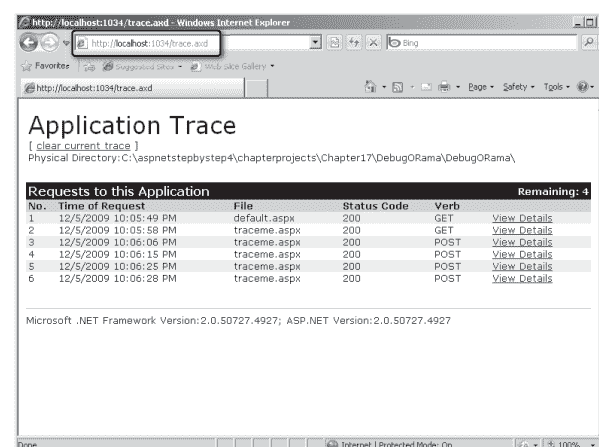 http://localhost:1034/trace.axd - Windows Internet Explorer
http://localhost:1034/trace.axd
Bing
Favorites Suggested Sites Web Slice Gallery
http://localhost:1034/trace.axd
Page Safety Tools
Application Trace
[ clear current trace ]
Physical Directory:C:\aspnetstepbystep4\chapterprojects\Chapter17\DebugORama\DebugORama\
Requests to this Application Remaining: 4
No. Time of Request File Status Code Verb
1 12/5/2009 10:05:49 PM default.aspx 200 GET View Details
2 12/5/2009 10:05:58 PM traceme.aspx 200 GET View Details
3 12/5/2009 10:06:06 PM traceme.aspx 200 POST View Details
4 12/5/2009 10:06:15 PM traceme.aspx 200 POST View Details
5 12/5/2009 10:06:25 PM traceme.aspx 200 POST View Details
6 12/5/2009 10:06:28 PM traceme.aspx 200 POST View Details
Microsoft .NET Framework Version:2.0.50727.4927; ASP.NET Version:2.0.50727.4927
Done Internet | Protected Mode: On 100%